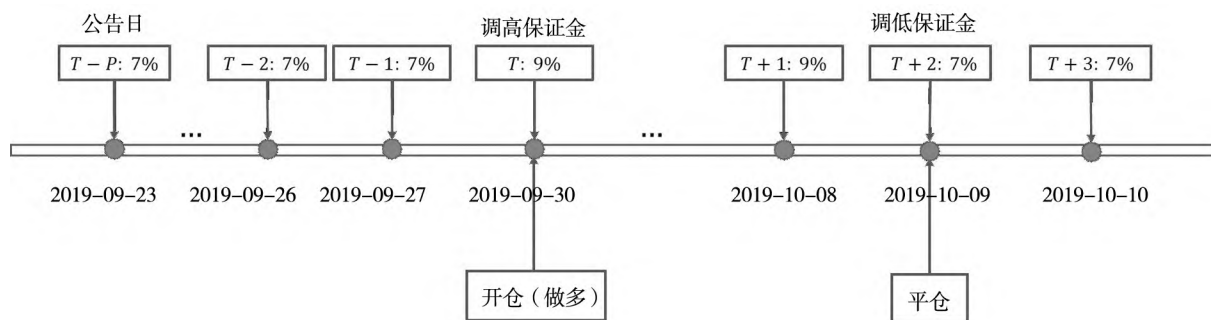 公告日 调高保证金 调低保证金
T − P: 7% T − 2: 7% T − 1: 7% T: 9% T + 1: 9% T + 2: 7% T + 3: 7%
... ...
2019–09–23 2019–09–26 2019–09–27 2019–09–30 2019–10–08 2019–10–09 2019–10–10
开仓（做多） 平仓